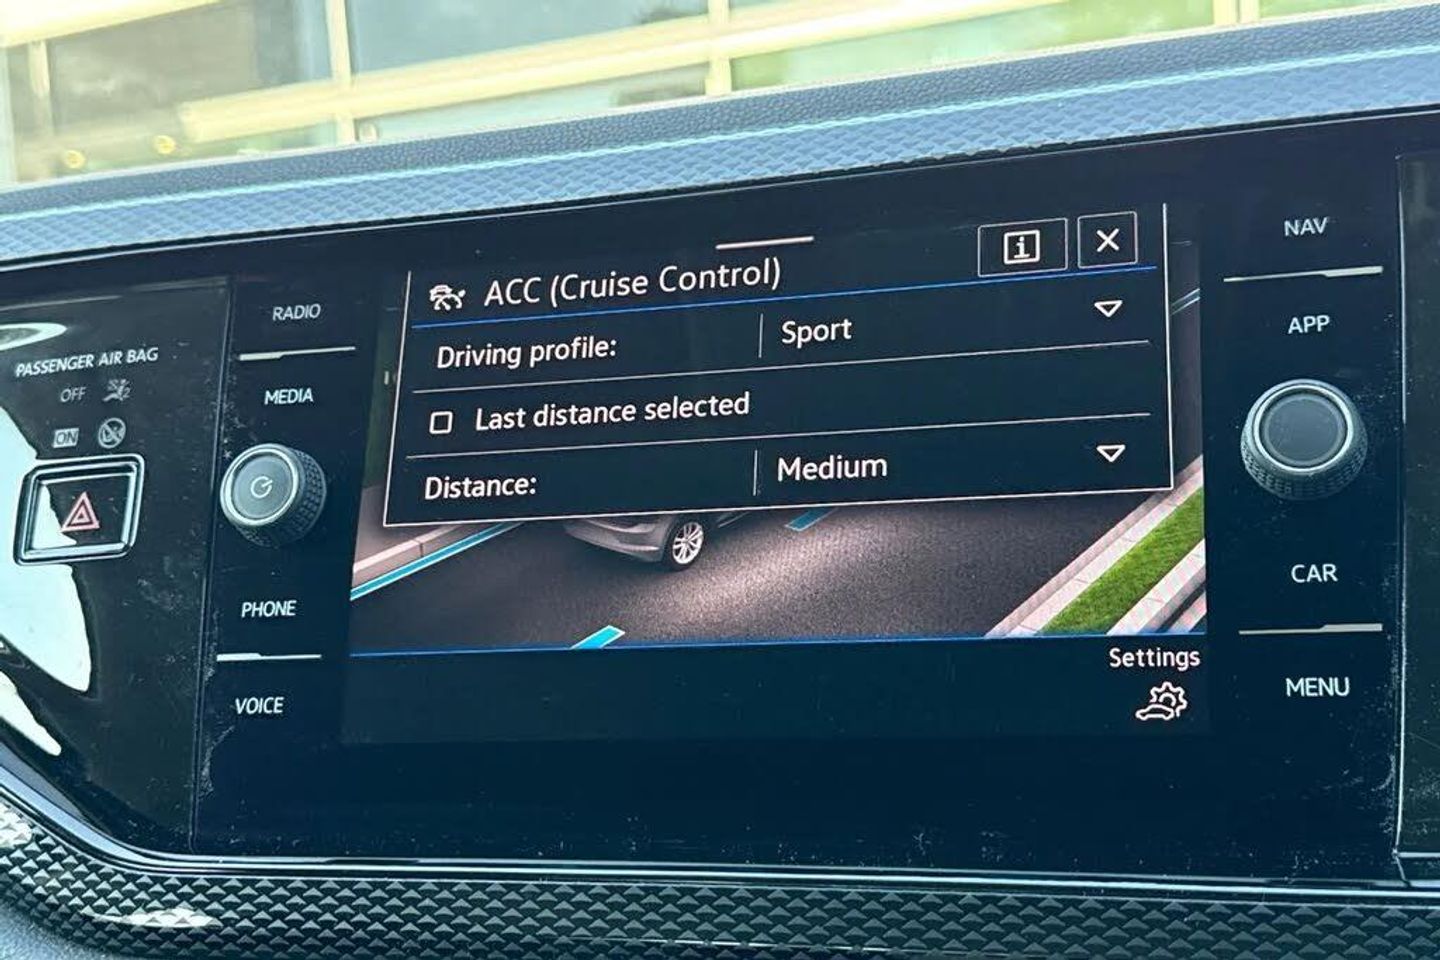 PASSENGER AIR BAG
OFF
ON
RADIO
MEDIA
PHONE
VOICE
ACC (Cruise Control)
Driving profile: Sport
Last distance selected
Distance: Medium
Settings
NAV
APP
CAR
MENU